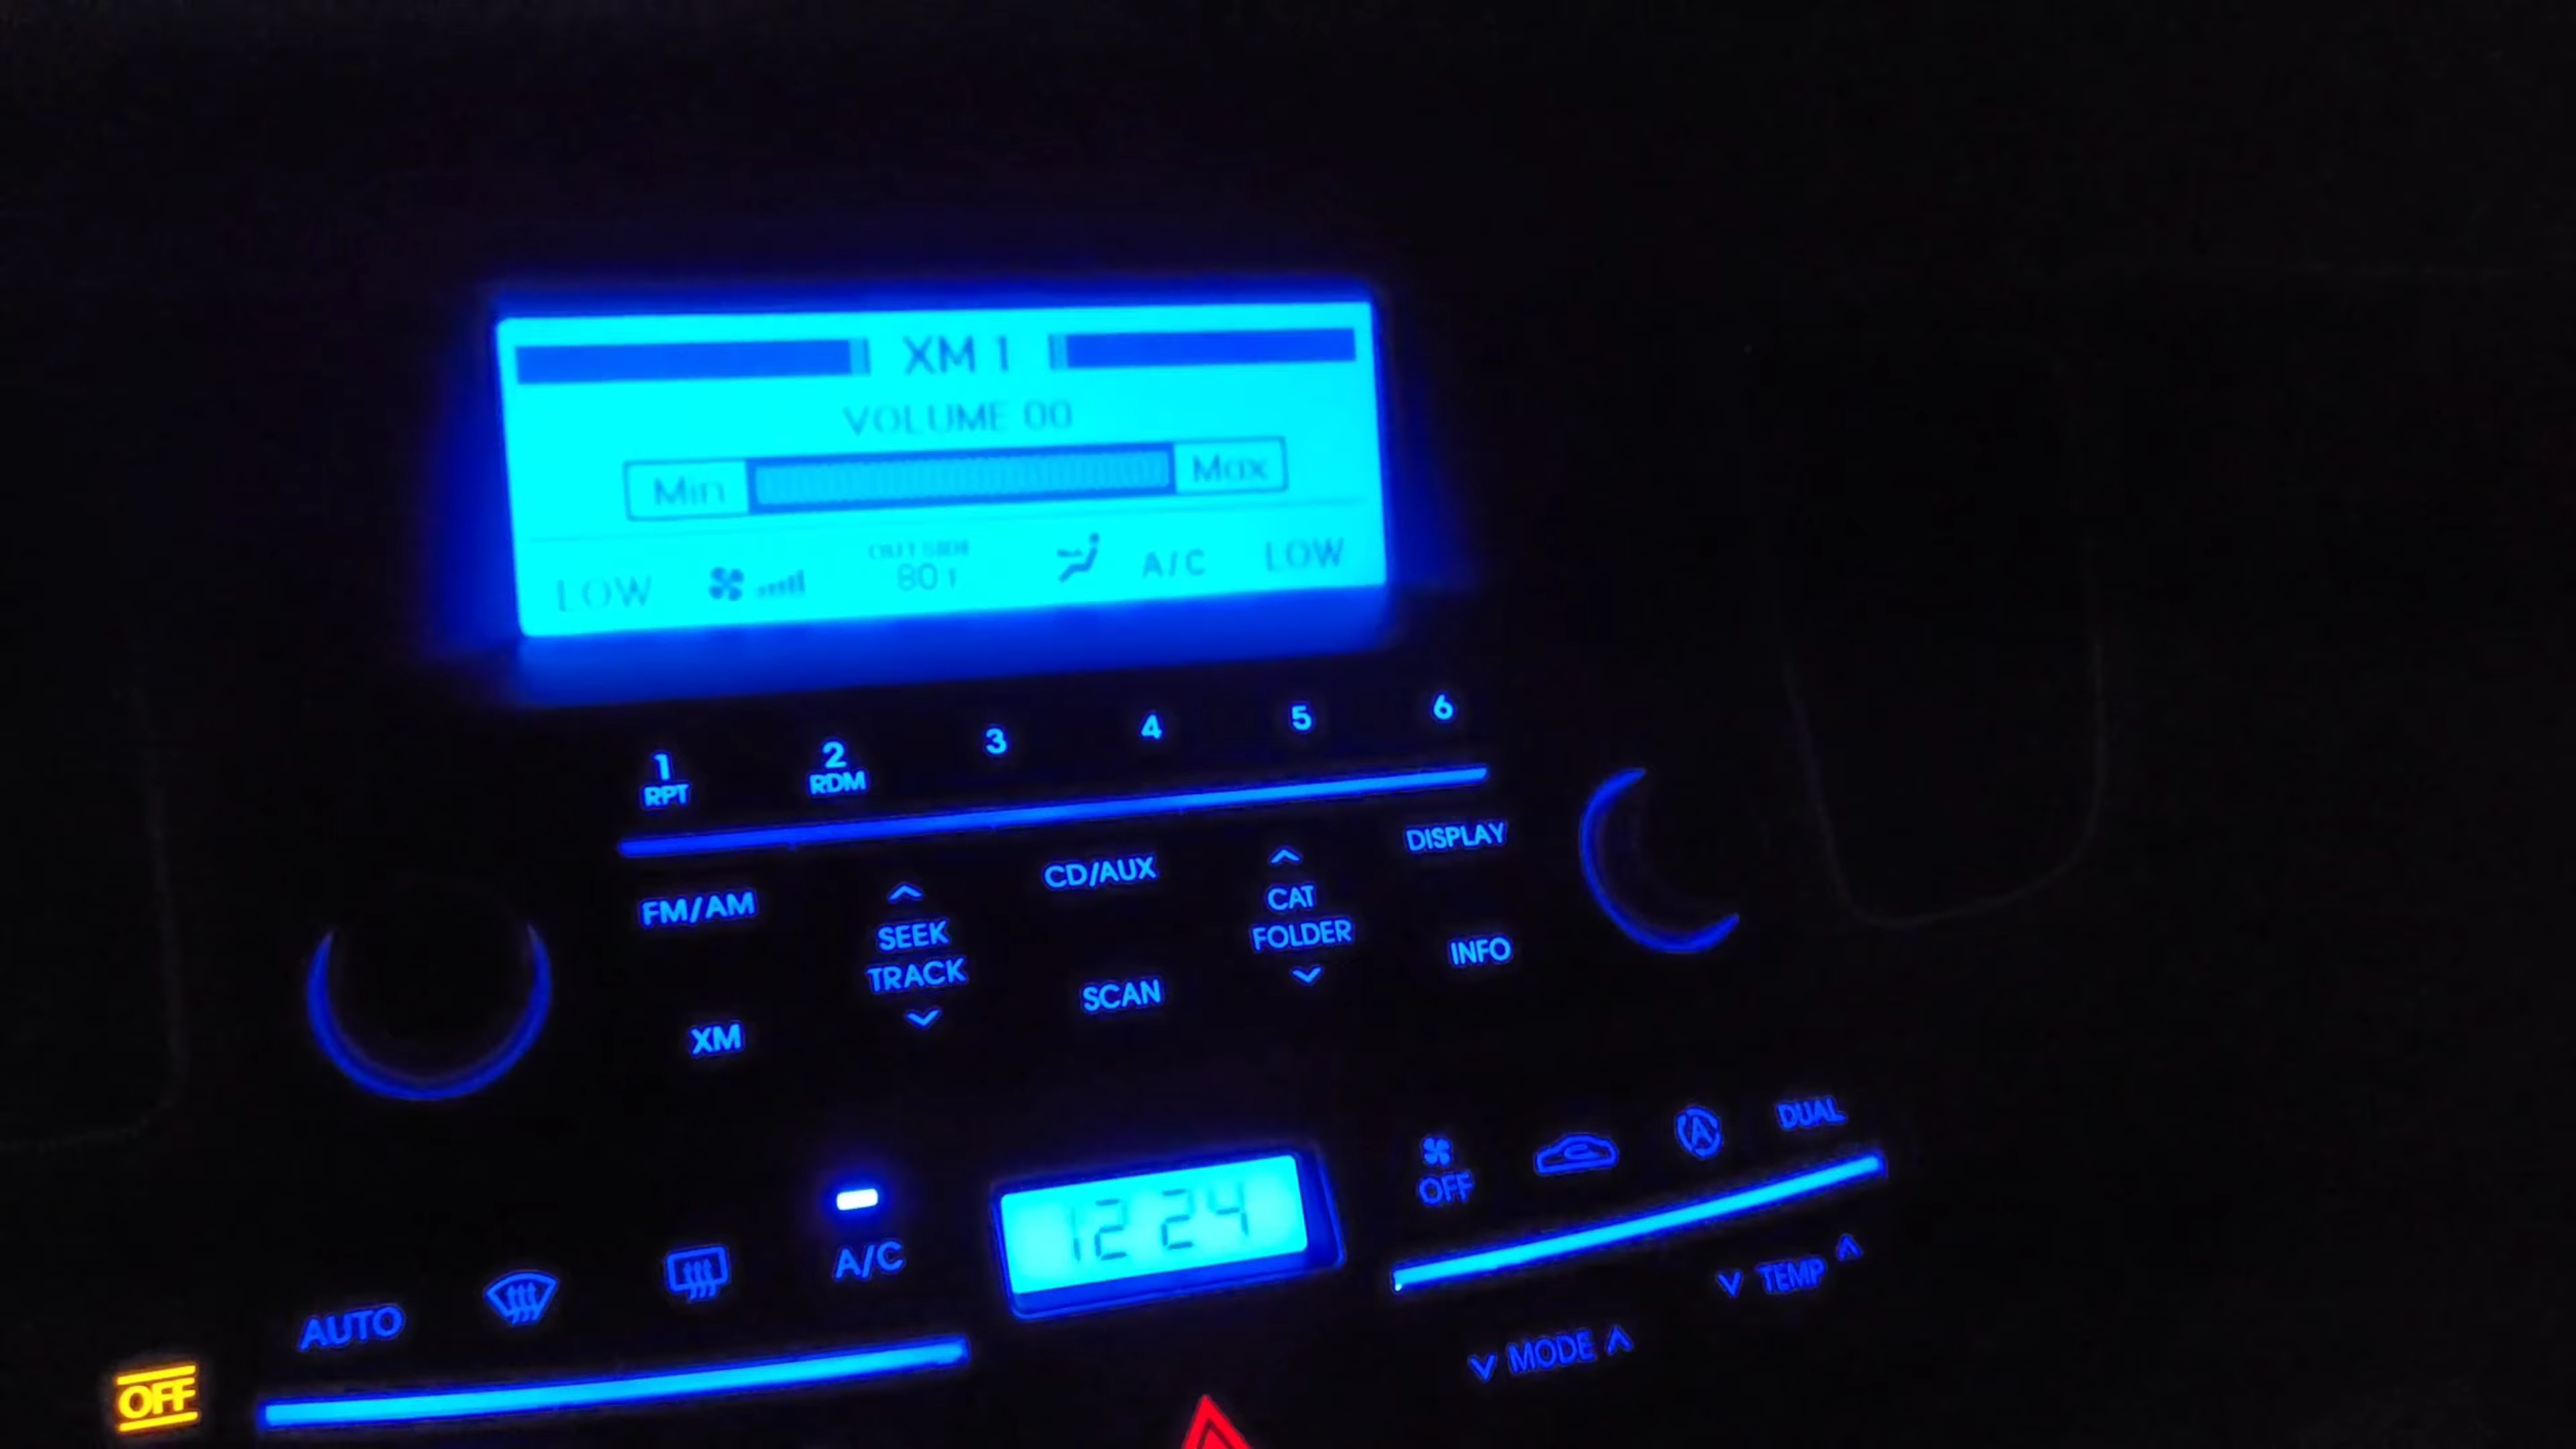 XM 1
VOLUME 00
Min Max
OUTSIDE
LOW 80 F A/C LOW
1 2 3 4 5 6
RPT RDM
FM/AM SEEK TRACK CD/AUX CAT FOLDER DISPLAY
XM SCAN INFO
OFF A DUAL
12 24
AUTO A/C TEMP
MODE
OFF